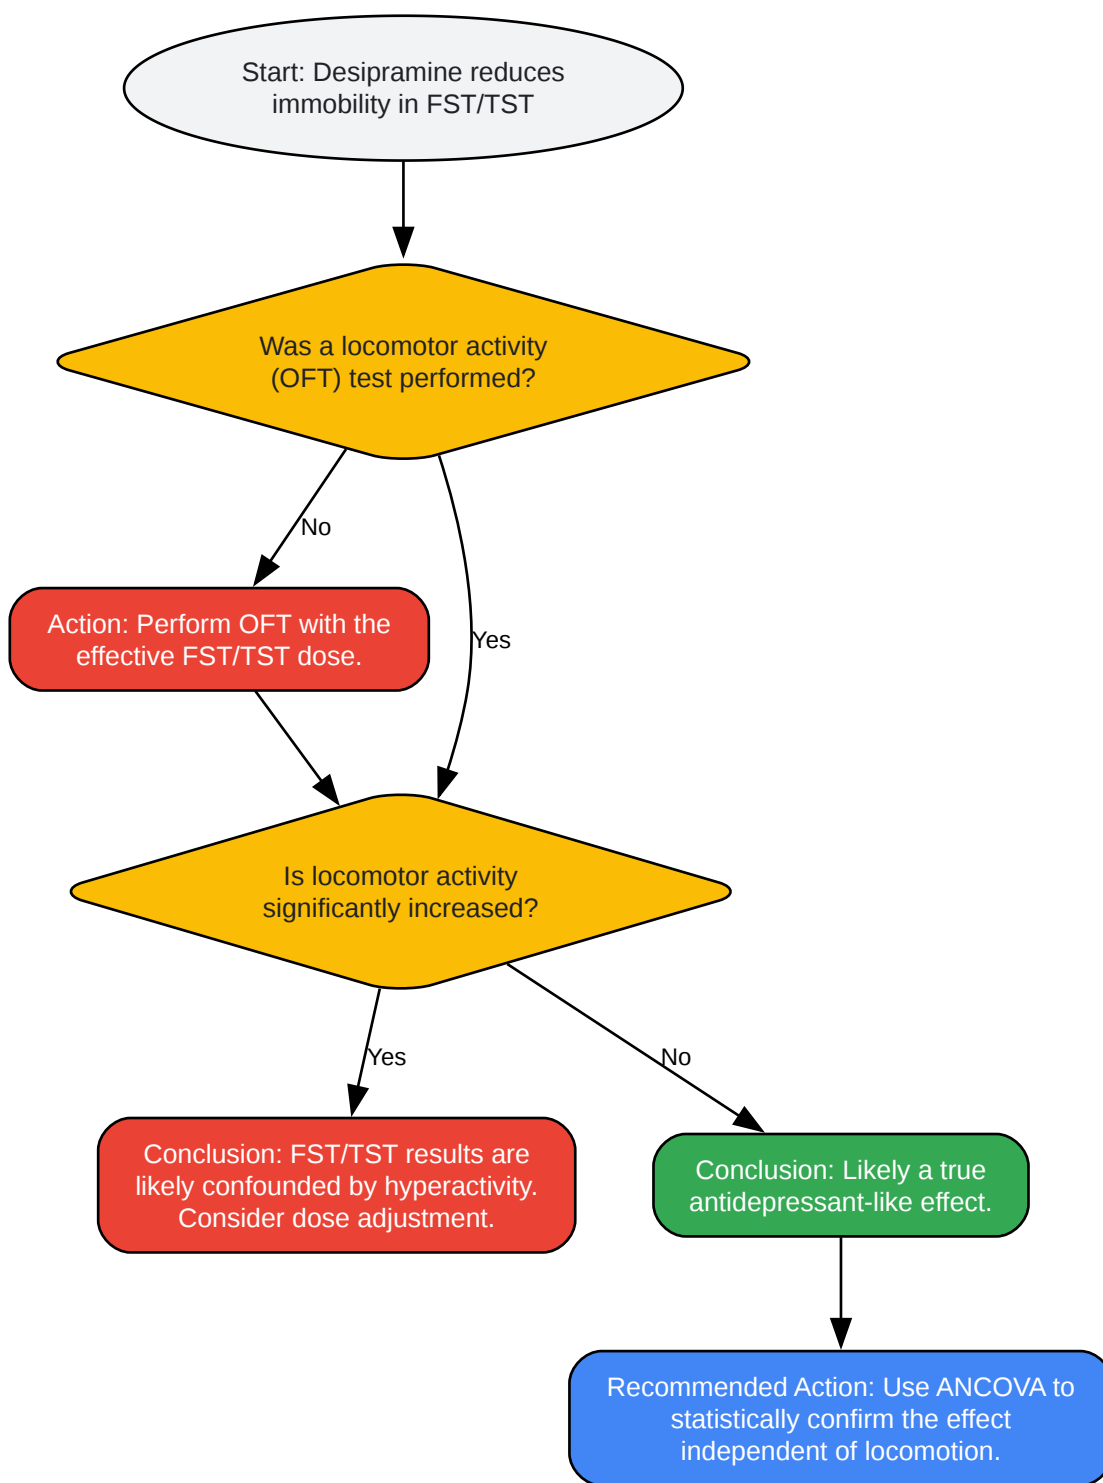 Start: Desipramine reduces
immobility in FST/TST
Was a locomotor activity
(OFT) test performed?
No
Yes
Action: Perform OFT with the
effective FST/TST dose.
Is locomotor activity
significantly increased?
Yes
No
Conclusion: FST/TST results are
likely confounded by hyperactivity.
Consider dose adjustment.
Conclusion: Likely a true
antidepressant-like effect.
Recommended Action: Use ANCOVA to
statistically confirm the effect
independent of locomotion.